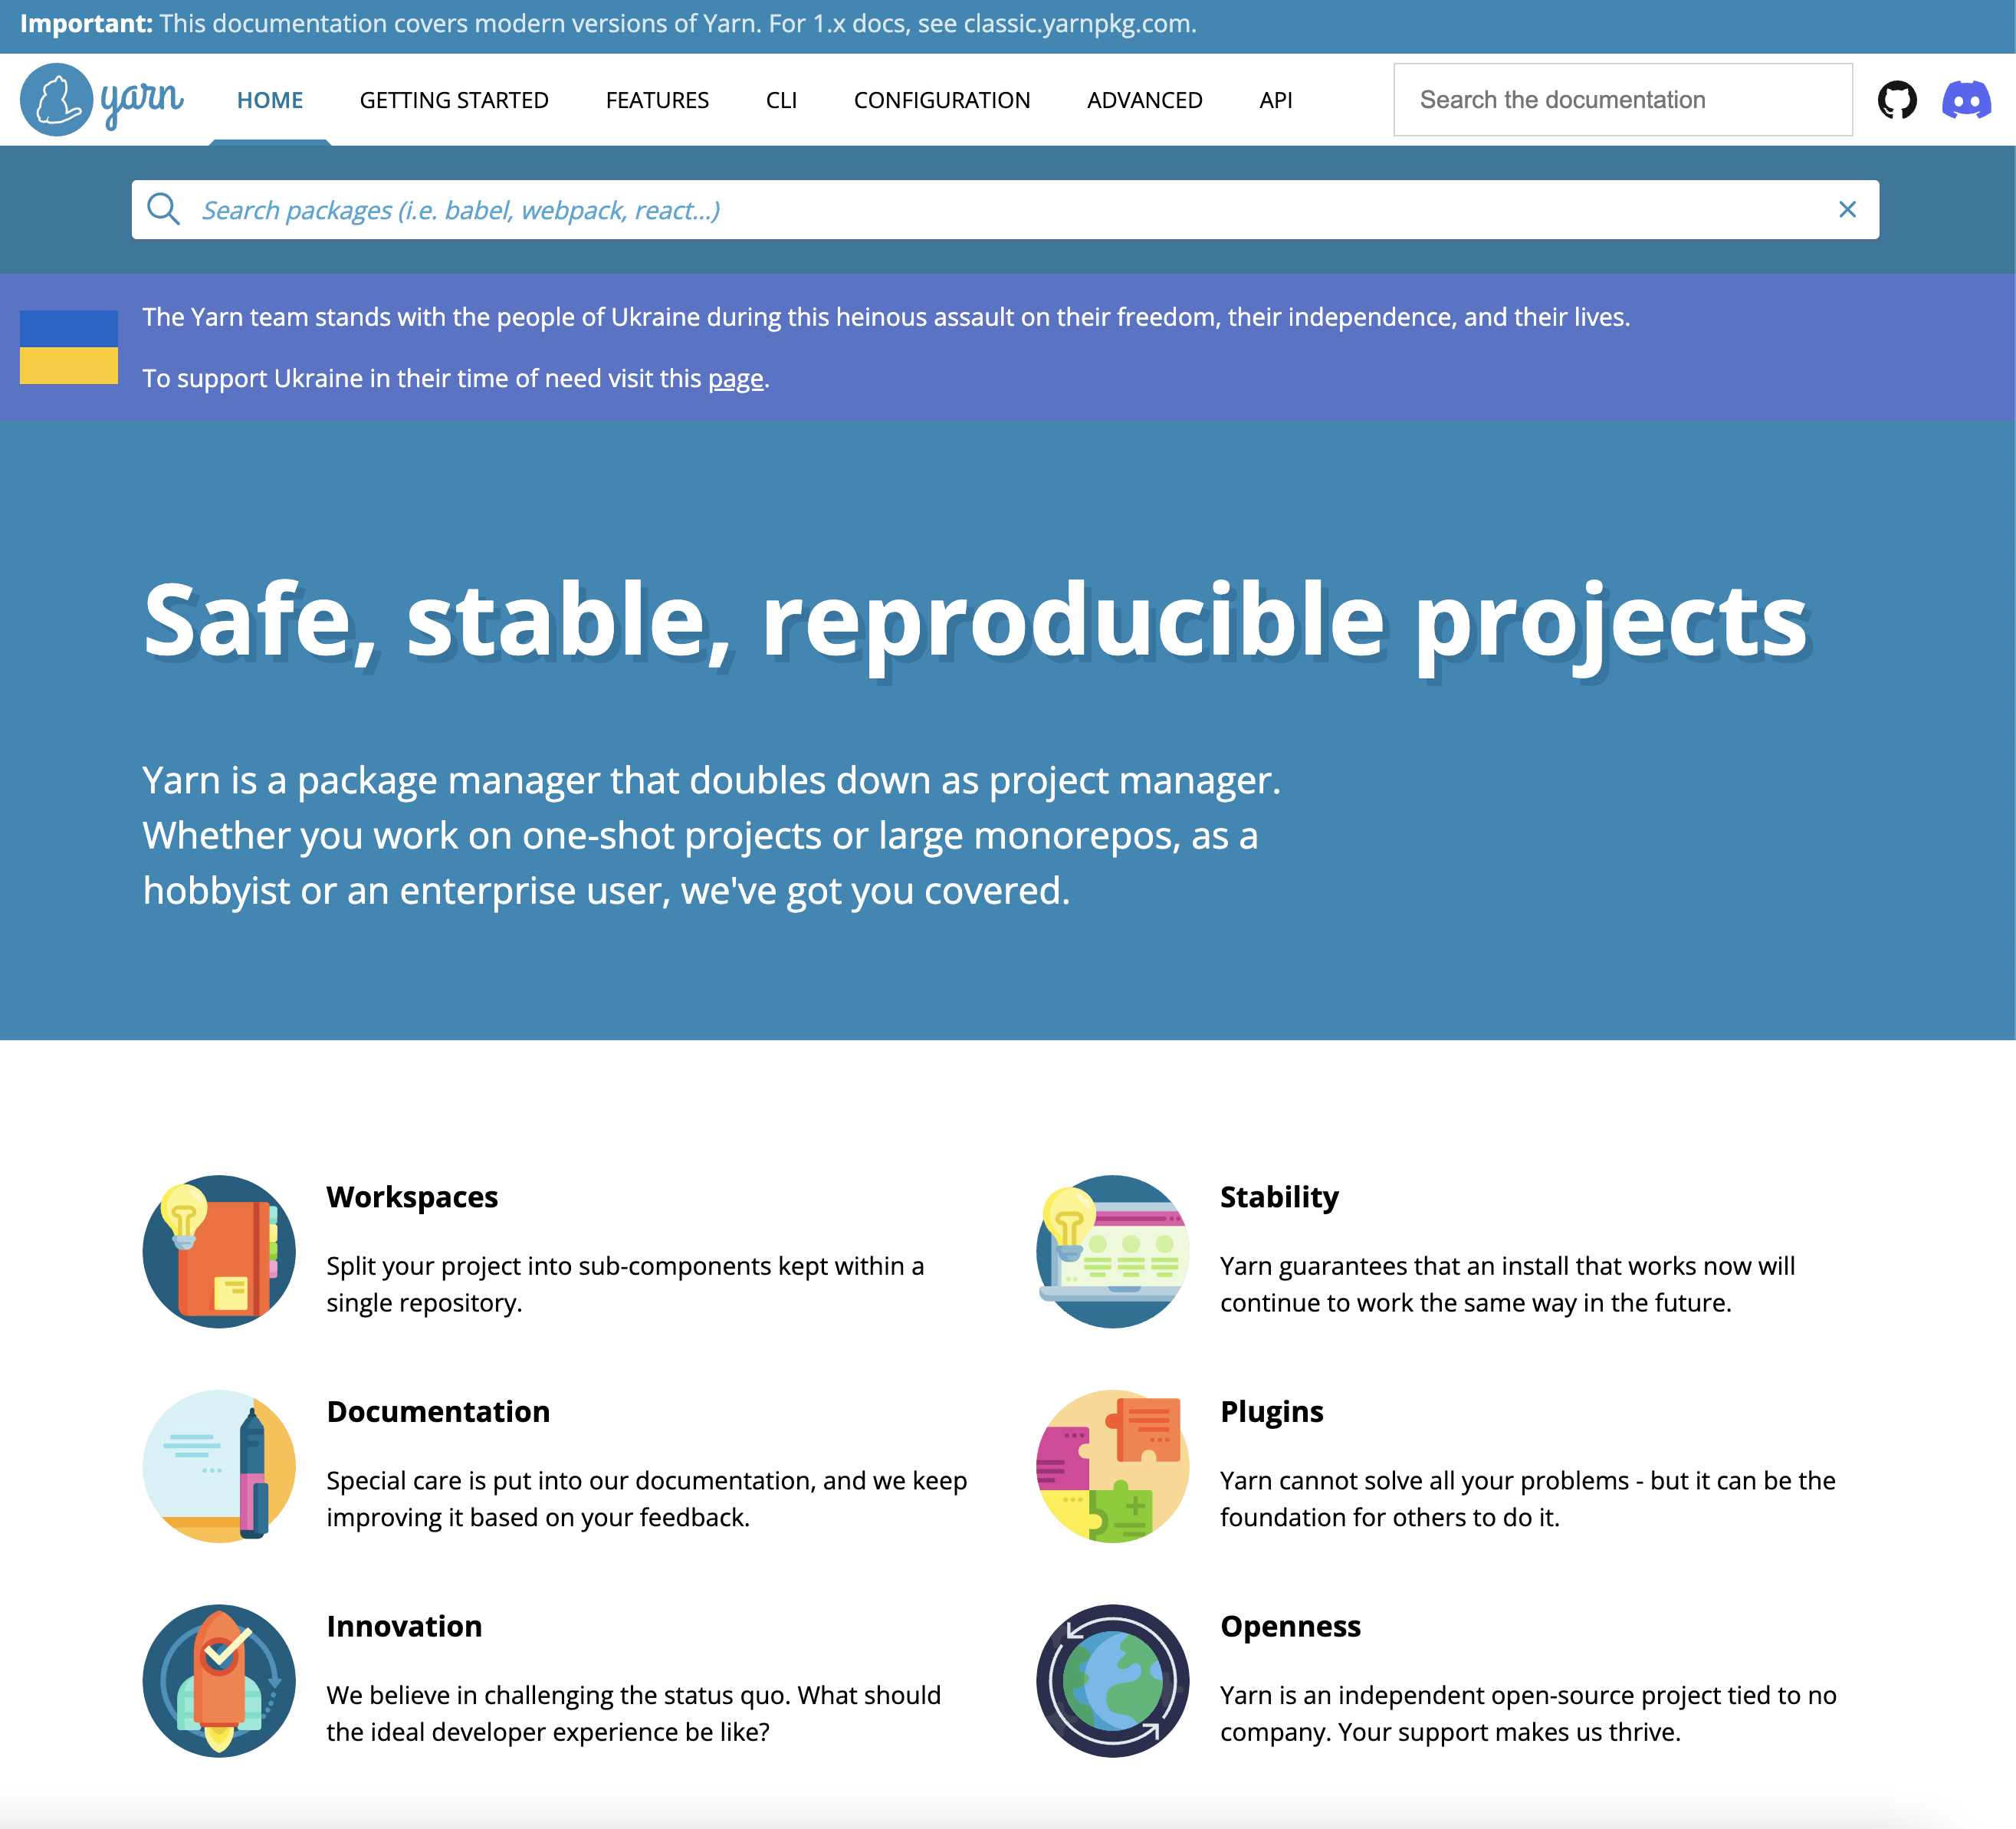 Important: This documentation covers modern versions of Yarn. For 1.x docs, see classic.yarnpkg.com.
yarn
HOME
GETTING STARTED
FEATURES
CLI
CONFIGURATION
ADVANCED
API
Search the documentation
Search packages (i.e. babel, webpack, react...)
The Yarn team stands with the people of Ukraine during this heinous assault on their freedom, their independence, and their lives.
To support Ukraine in their time of need visit this page.
Safe, stable, reproducible projects
Yarn is a package manager that doubles down as project manager.
Whether you work on one-shot projects or large monorepos, as a
hobbyist or an enterprise user, we've got you covered.
Workspaces
Split your project into sub-components kept within a
single repository.
Stability
Yarn guarantees that an install that works now will
continue to work the same way in the future.
Documentation
Special care is put into our documentation, and we keep
improving it based on your feedback.
Plugins
Yarn cannot solve all your problems - but it can be the
foundation for others to do it.
Innovation
We believe in challenging the status quo. What should
the ideal developer experience be like?
Openness
Yarn is an independent open-source project tied to no
company. Your support makes us thrive.